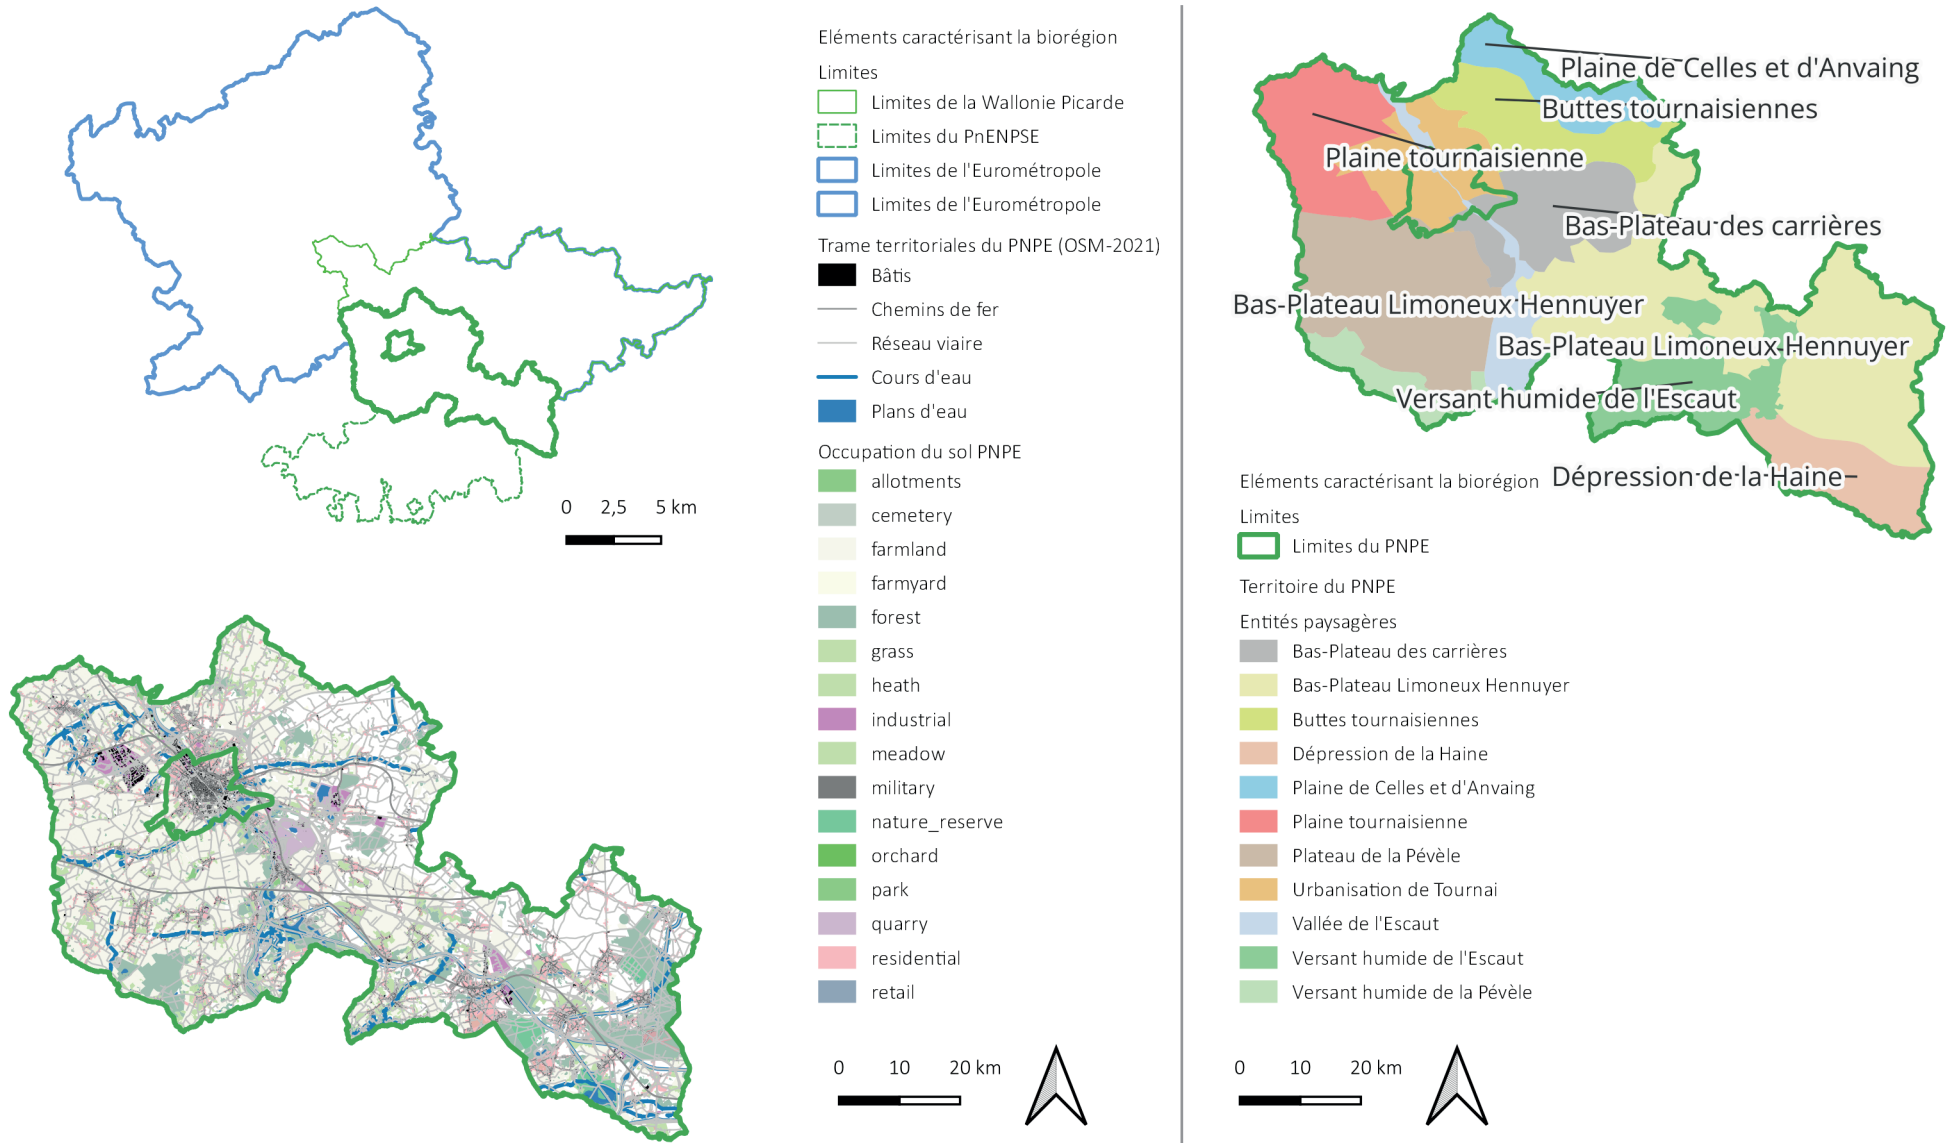 Eléments caractérisant la biorégion
Limites
Limites de la Wallonie Picarde
Limites du PnENPSE
Limites de l'Eurométropole
Limites de l'Eurométropole
Trame territoriales du PNPE (OSM-2021)
Bâtis
Chemins de fer
Réseau viaire
Cours d'eau
Plans d'eau
Occupation du sol PNPE
allotments
cemetery
farmland
farmyard
forest
grass
heath
industrial
meadow
military
nature_reserve
orchard
park
quarry
residential
retail
0 2,5 5 km
0 10 20 km
Plaine de Celles et d'Anvaing
Buttes tournaisiennes
Plaine tournaisienne
Bas-Plateau des carrières
Bas-Plateau Limoneux Hennuyer
Bas-Plateau Limoneux Hennuyer
Versant humide de l'Escaut
Dépression de la Haine
Eléments caractérisant la biorégion
Limites
Limites du PNPE
Territoire du PNPE
Entités paysagères
Bas-Plateau des carrières
Bas-Plateau Limoneux Hennuyer
Buttes tournaisiennes
Dépression de la Haine
Plaine de Celles et d'Anvaing
Plaine tournaisienne
Plateau de la Pévèle
Urbanisation de Tournai
Vallée de l'Escaut
Versant humide de l'Escaut
Versant humide de la Pévèle
0 10 20 km